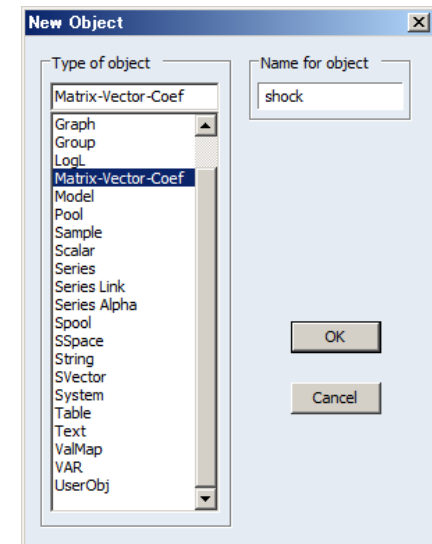 New Object
Type of object
Name for object
Matrix-Vector-Coef
shock
Graph
Group
LogL
Matrix-Vector-Coef
Model
Pool
Sample
Scalar
Series
Series Link
Series Alpha
Spool
SSpace
String
SVector
System
Table
Text
ValMap
VAR
UserObj
OK
Cancel